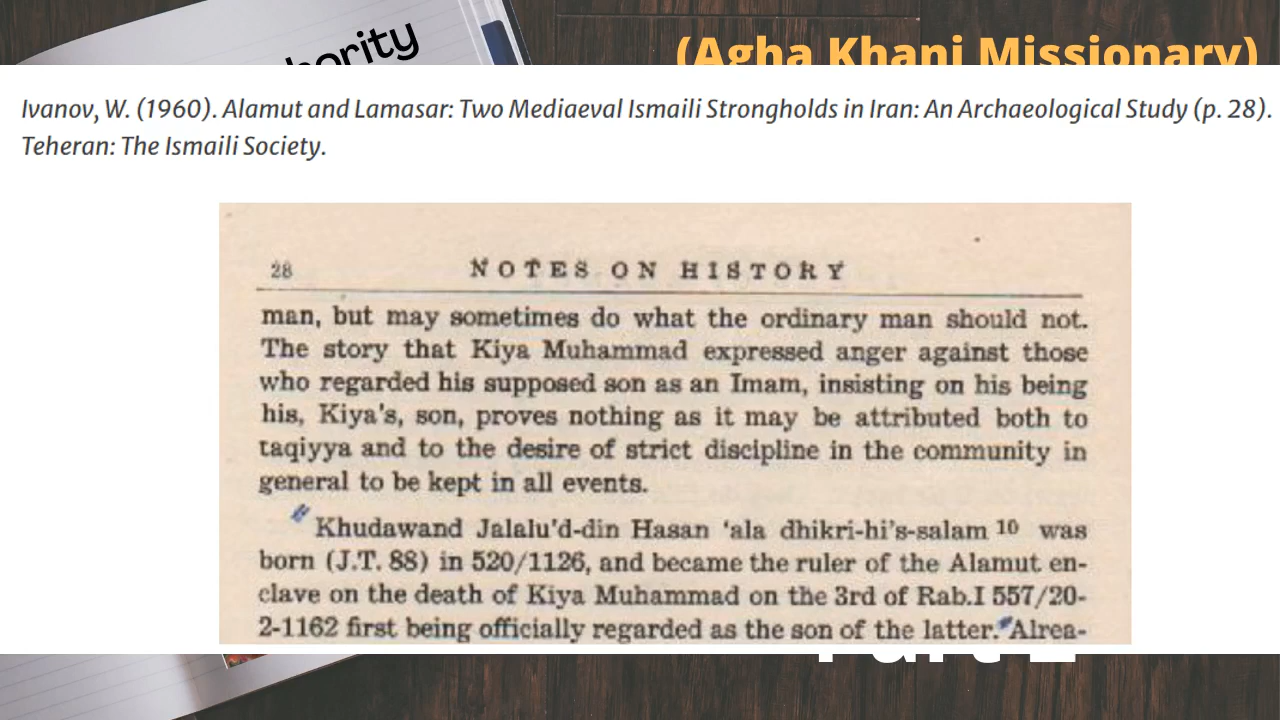 hority
(Agha Khani Missionary)
Ivanov, W. (1960). Alamut and Lamasar: Two Mediaeval Ismaili Strongholds in Iran: An Archaeological Study (p. 28).
Teheran: The Ismaili Society.
28 NOTES ON HISTORY
man, but may sometimes do what the ordinary man should not.
The story that Kiya Muhammad expressed anger against those
who regarded his supposed son as an Imam, insisting on his being
his, Kiya's, son, proves nothing as it may be attributed both to
taqiyya and to the desire of strict discipline in the community in
general to be kept in all events.
Khudawand Jalalu'd-din Hasan 'ala dhikri-hi's-salam 10 was
born (J.T. 88) in 520/1126, and became the ruler of the Alamut en-
clave on the death of Kiya Muhammad on the 3rd of Rab.I 557/20-
2-1162 first being officially regarded as the son of the latter. Alrea-